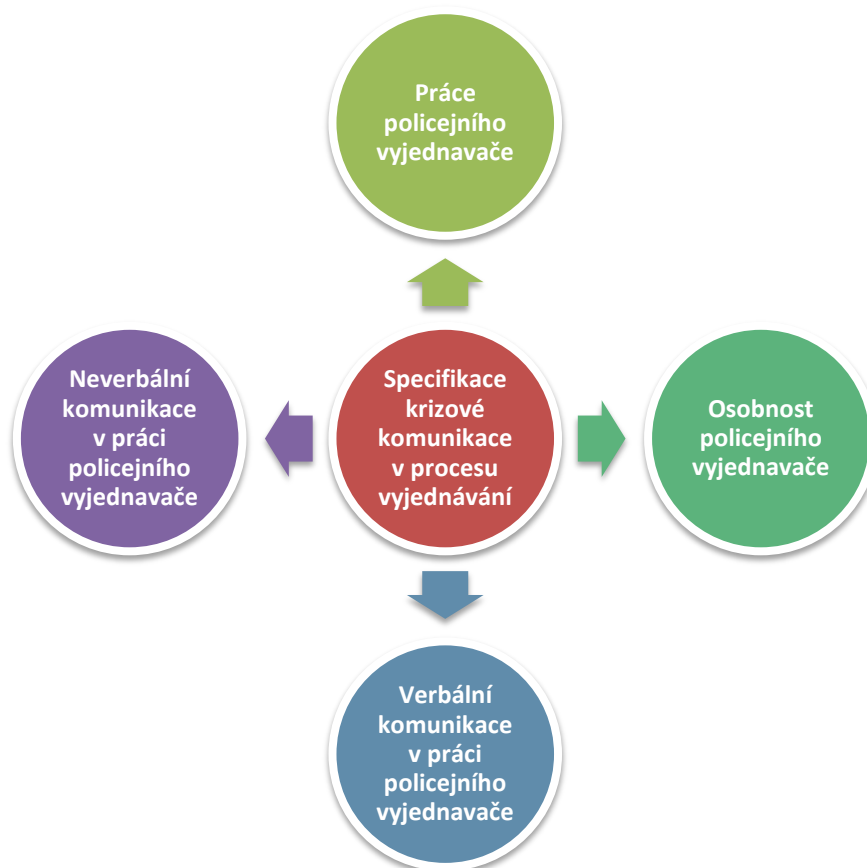 Práce
policejního
vyjednavače
Neverbální
komunikace
v práci
policejního
vyjednavače
Specifikace
krizové
komunikace
v procesu
vyjednávání
Osobnost
policejního
vyjednavače
Verbální
komunikace
v práci
policejního
vyjednavače